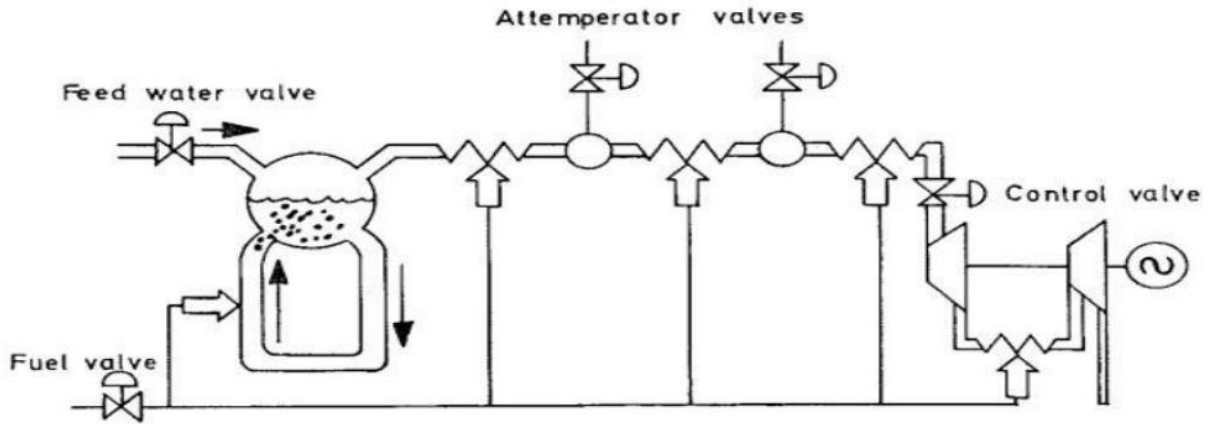 Attemperator valves
Feed water valve
Control valve
Fuel valve